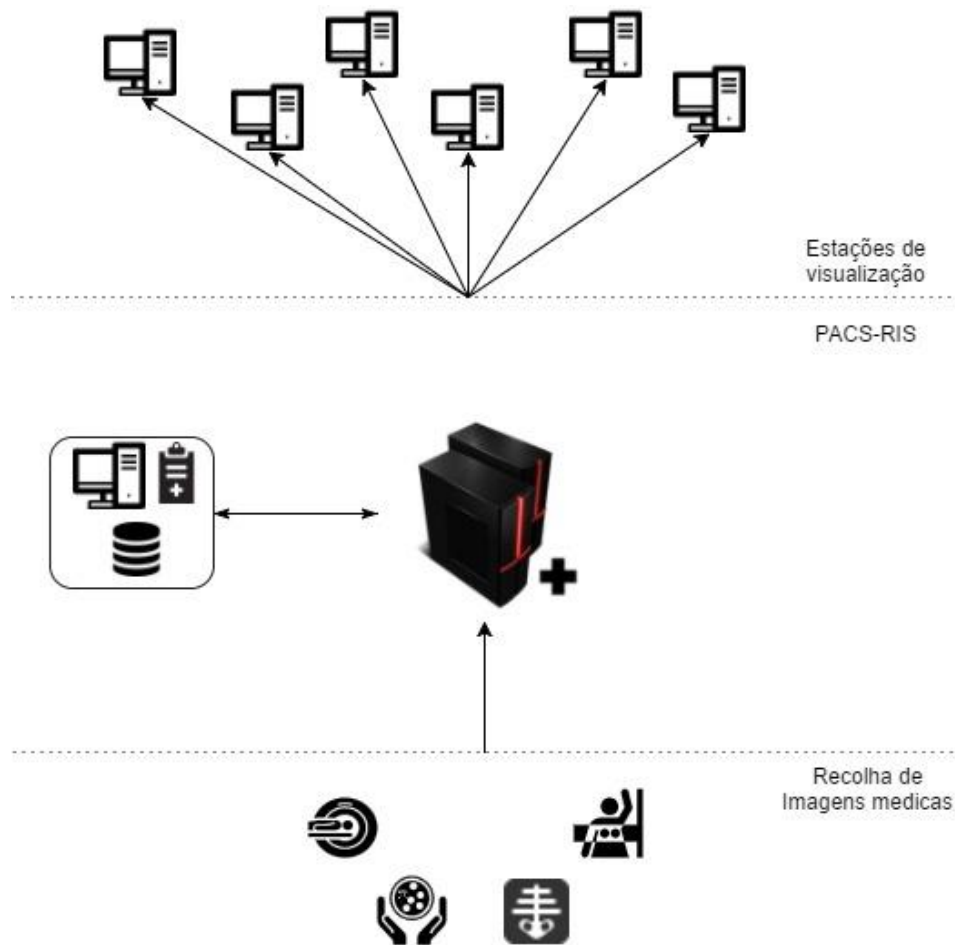 Estações de
visualização
PACS-RIS
Recolha de
Imagens medicas